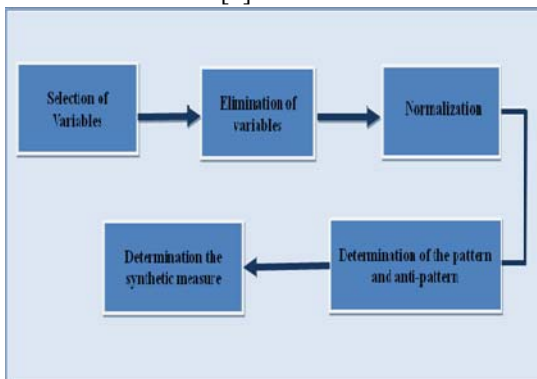 Selection of
Variables
Elimination of
variables
Normalization
Determination the
synthetic measure
Determination of the pattern
and anti-pattern